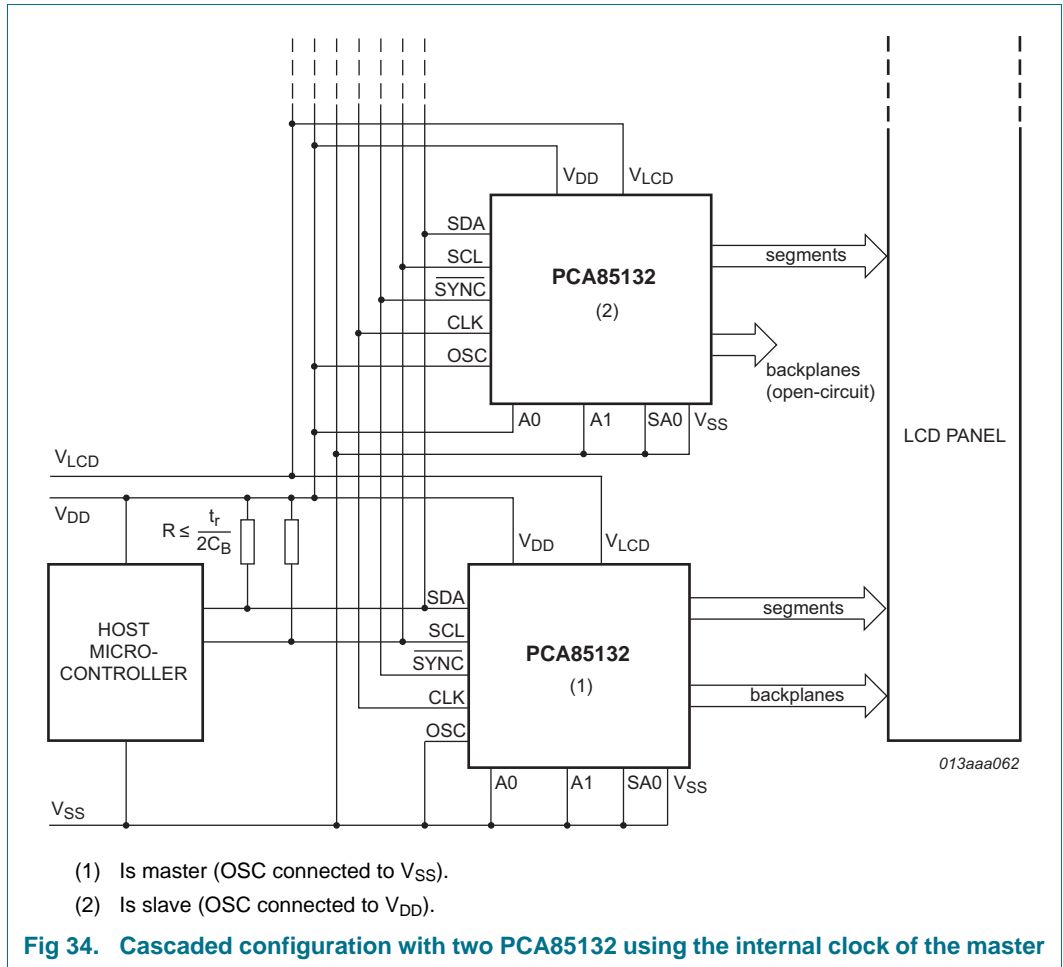 VDD
VLCD
SDA
SCL
SYNC
CLK
OSC
PCA85132
(2)
segments
backplanes
(open-circuit)
A0
A1
SA0
VSS
LCD PANEL
VLCD
VDD
R ≤ tr
2CB
VDD
VLCD
HOST
MICRO-
CONTROLLER
SDA
SCL
SYNC
CLK
OSC
PCA85132
(1)
segments
backplanes
A0
A1
SA0
VSS
013aaa062
VSS
(1) Is master (OSC connected to VSS).
(2) Is slave (OSC connected to VDD).
Fig 34. Cascaded configuration with two PCA85132 using the internal clock of the master